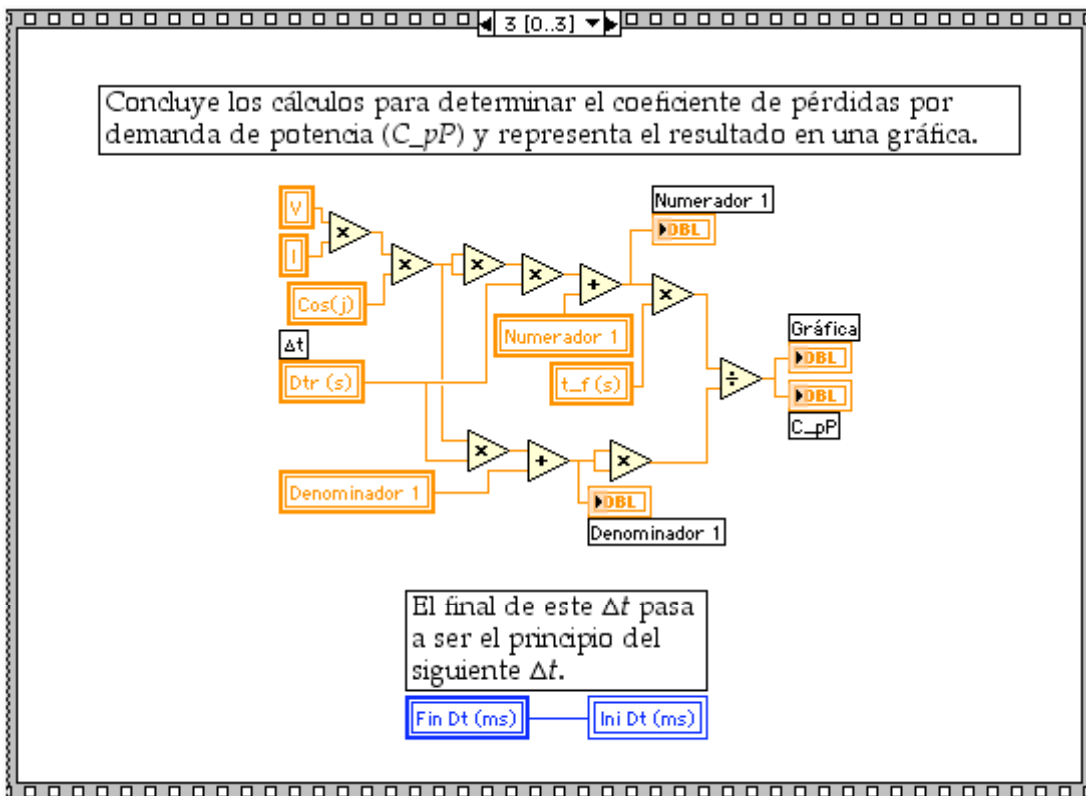 3 [0..3]
Concluye los cálculos para determinar el coeficiente de pérdidas por
demanda de potencia (C_pP) y representa el resultado en una gráfica.
V
I
Cos(j)
Δt
Dtr (s)
Numerador 1
DBL
Numerador 1
t_f (s)
Gráfica
DBL
DBL
C_pP
Denominador 1
DBL
Denominador 1
El final de este Δt pasa
a ser el principio del
siguiente Δt.
Fin Dt (ms)
Ini Dt (ms)